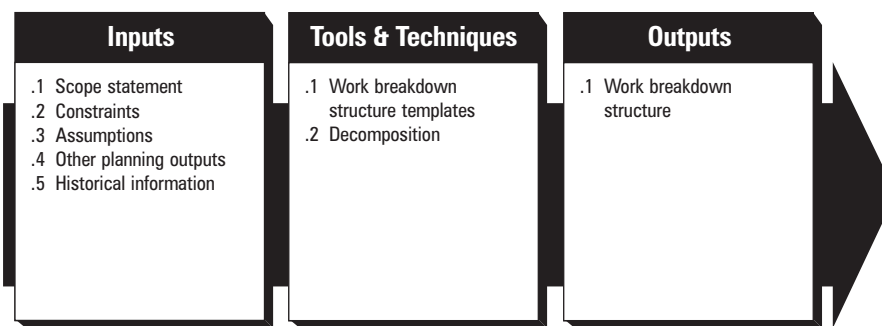 Inputs
.1 Scope statement
.2 Constraints
.3 Assumptions
.4 Other planning outputs
.5 Historical information
Tools & Techniques
.1 Work breakdown
structure templates
.2 Decomposition
Outputs
.1 Work breakdown
structure